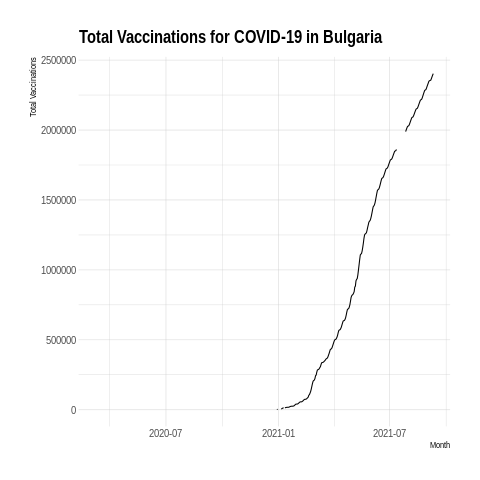 Total Vaccinations for COVID-19 in Bulgaria
Total Vaccinations
2500000
2000000
1500000
1000000
500000
0
2020-07 2021-01 2021-07
Month